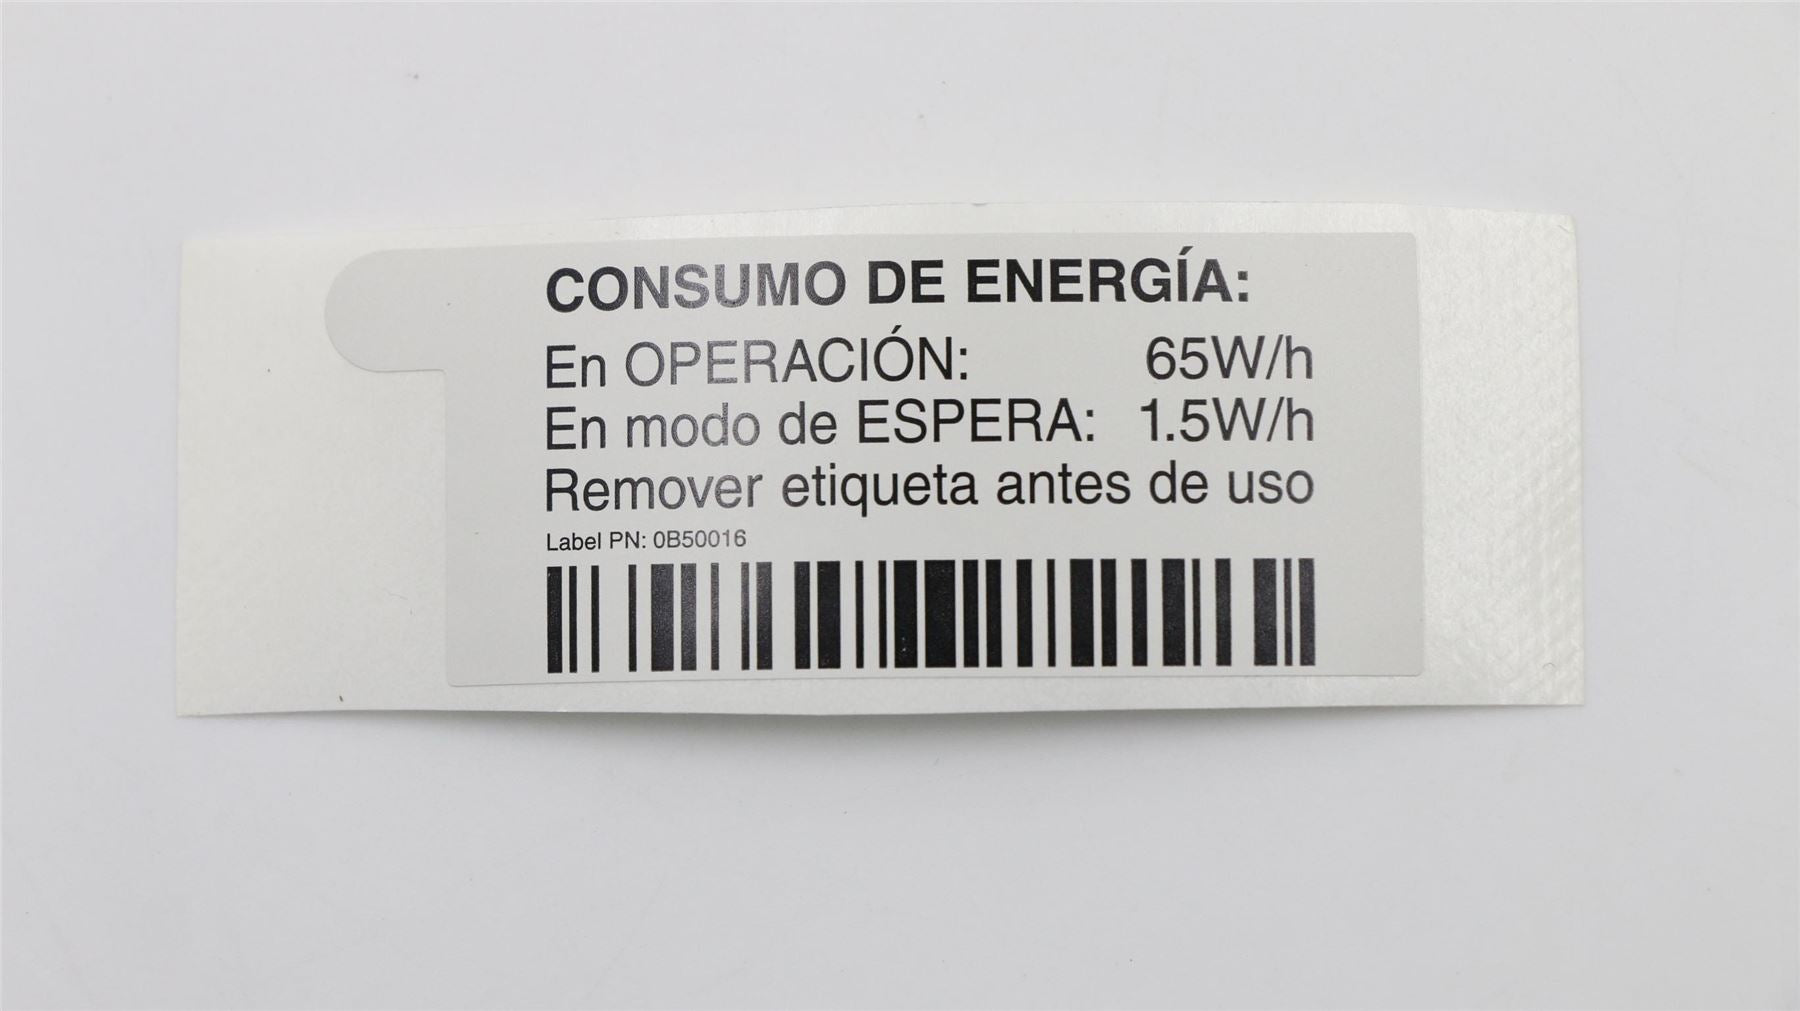 CONSUMO DE ENERGÍA:
En OPERACIÓN: 65W/h
En modo de ESPERA: 1.5W/h
Remover etiqueta antes de uso
Label PN: 0B50016